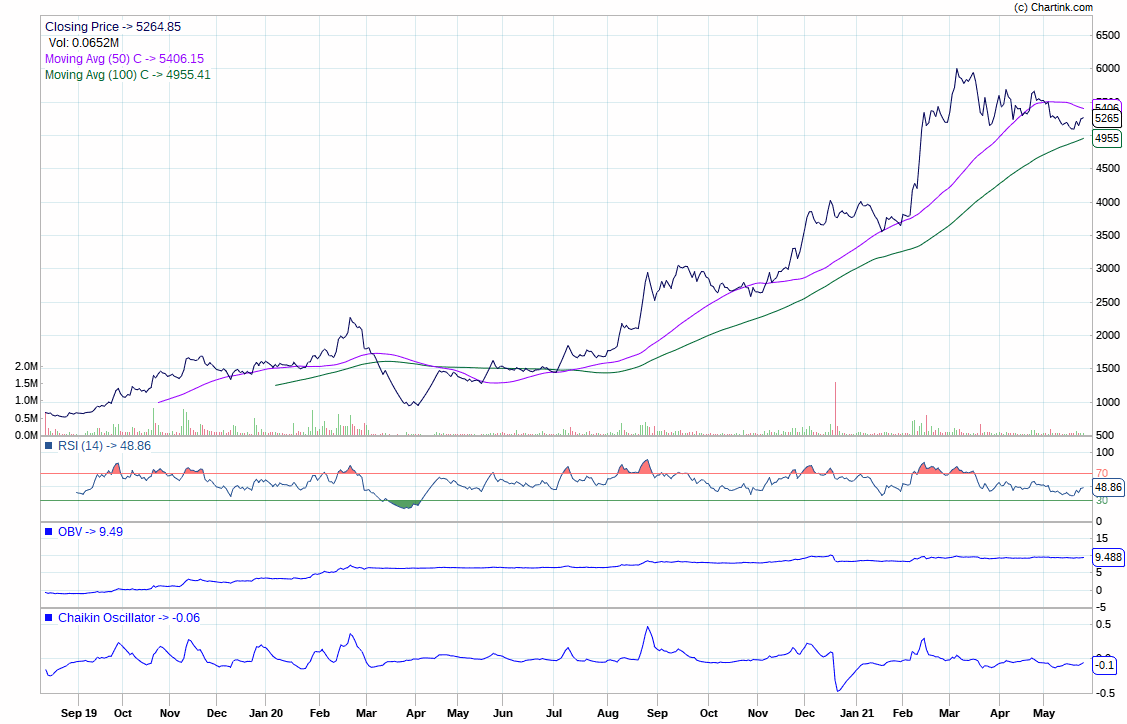 (c) Chartink.com
Closing Price -> 5264.85
Vol: 0.0652M
Moving Avg (50) C -> 5406.15
Moving Avg (100) C -> 4955.41
6500
6000
5406
5265
4955
4500
4000
3500
3000
2500
2000
1500
1000
500
2.0M
1.5M
1.0M
0.5M
0.0M
RSI (14) -> 48.86
100
70
48.86
30
0
OBV -> 9.49
15
9.488
5
0
-5
Chaikin Oscillator -> -0.06
0.5
-0.1
-0.5
Sep 19 Oct Nov Dec Jan 20 Feb Mar Apr May Jun Jul Aug Sep Oct Nov Dec Jan 21 Feb Mar Apr May